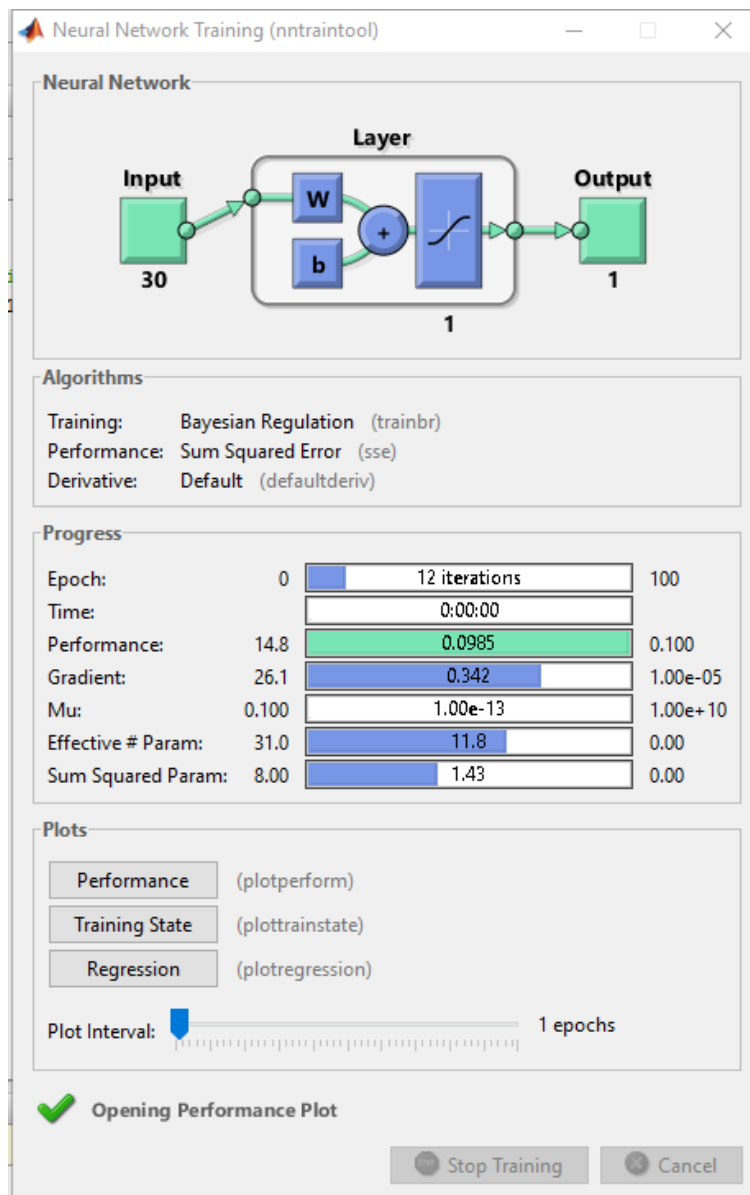 Neural Network Training (nntraintool)
Neural Network
Layer
Input
Output
W
b
+
30
1
1
Algorithms
Training: Bayesian Regulation (trainbr)
Performance: Sum Squared Error (sse)
Derivative: Default (defaultderiv)
Progress
Epoch: 0 12 iterations 100
Time: 0:00:00
Performance: 14.8 0.0985 0.100
Gradient: 26.1 0.342 1.00e-05
Mu: 0.100 1.00e-13 1.00e+10
Effective # Param: 31.0 11.8 0.00
Sum Squared Param: 8.00 1.43 0.00
Plots
Performance (plotperform)
Training State (plottrainstate)
Regression (plotregression)
Plot Interval: 1 epochs
Opening Performance Plot
Stop Training Cancel